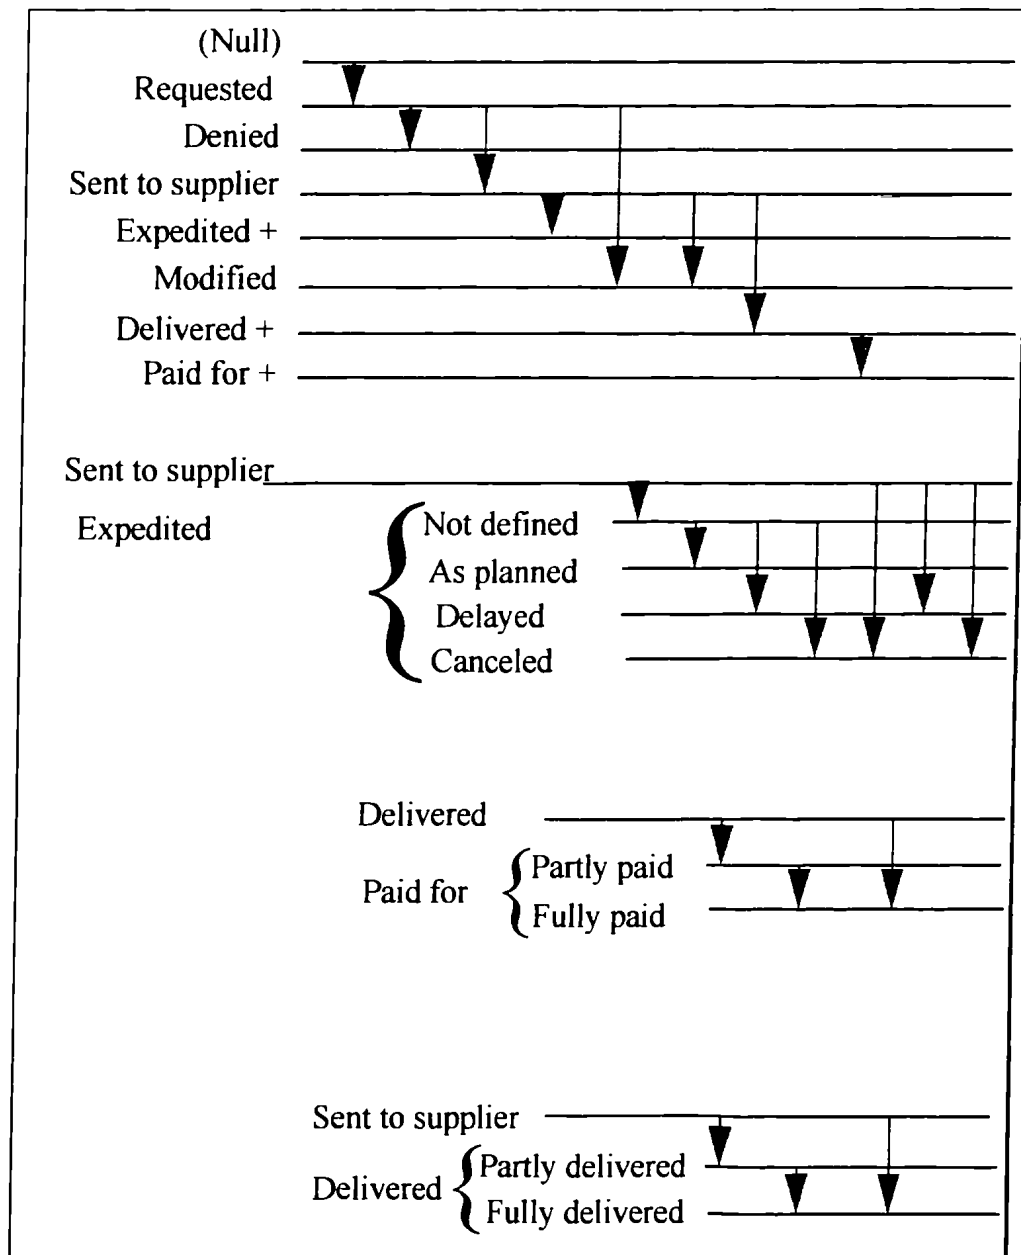 (Null)
Requested
Denied
Sent to supplier
Expedited +
Modified
Delivered +
Paid for +
Sent to supplier
Expedited
Not defined
As planned
Delayed
Canceled
Delivered
Paid for
Partly paid
Fully paid
Sent to supplier
Delivered
Partly delivered
Fully delivered